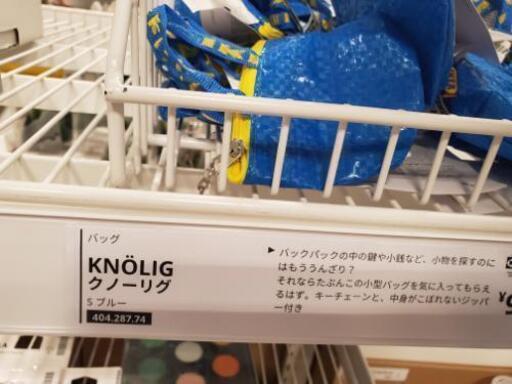 バッグ
KNÖLIG
クノーリグ
S ブルー
404.287.74
▶ バックパックの中の鍵や小銭など、小物を探すのに
はもううんざり？
それならたぶんこの小型バッグを気に入ってもらえ
るはず。キーチェーンと、中身がこぼれないジッパ
ー付き
¥